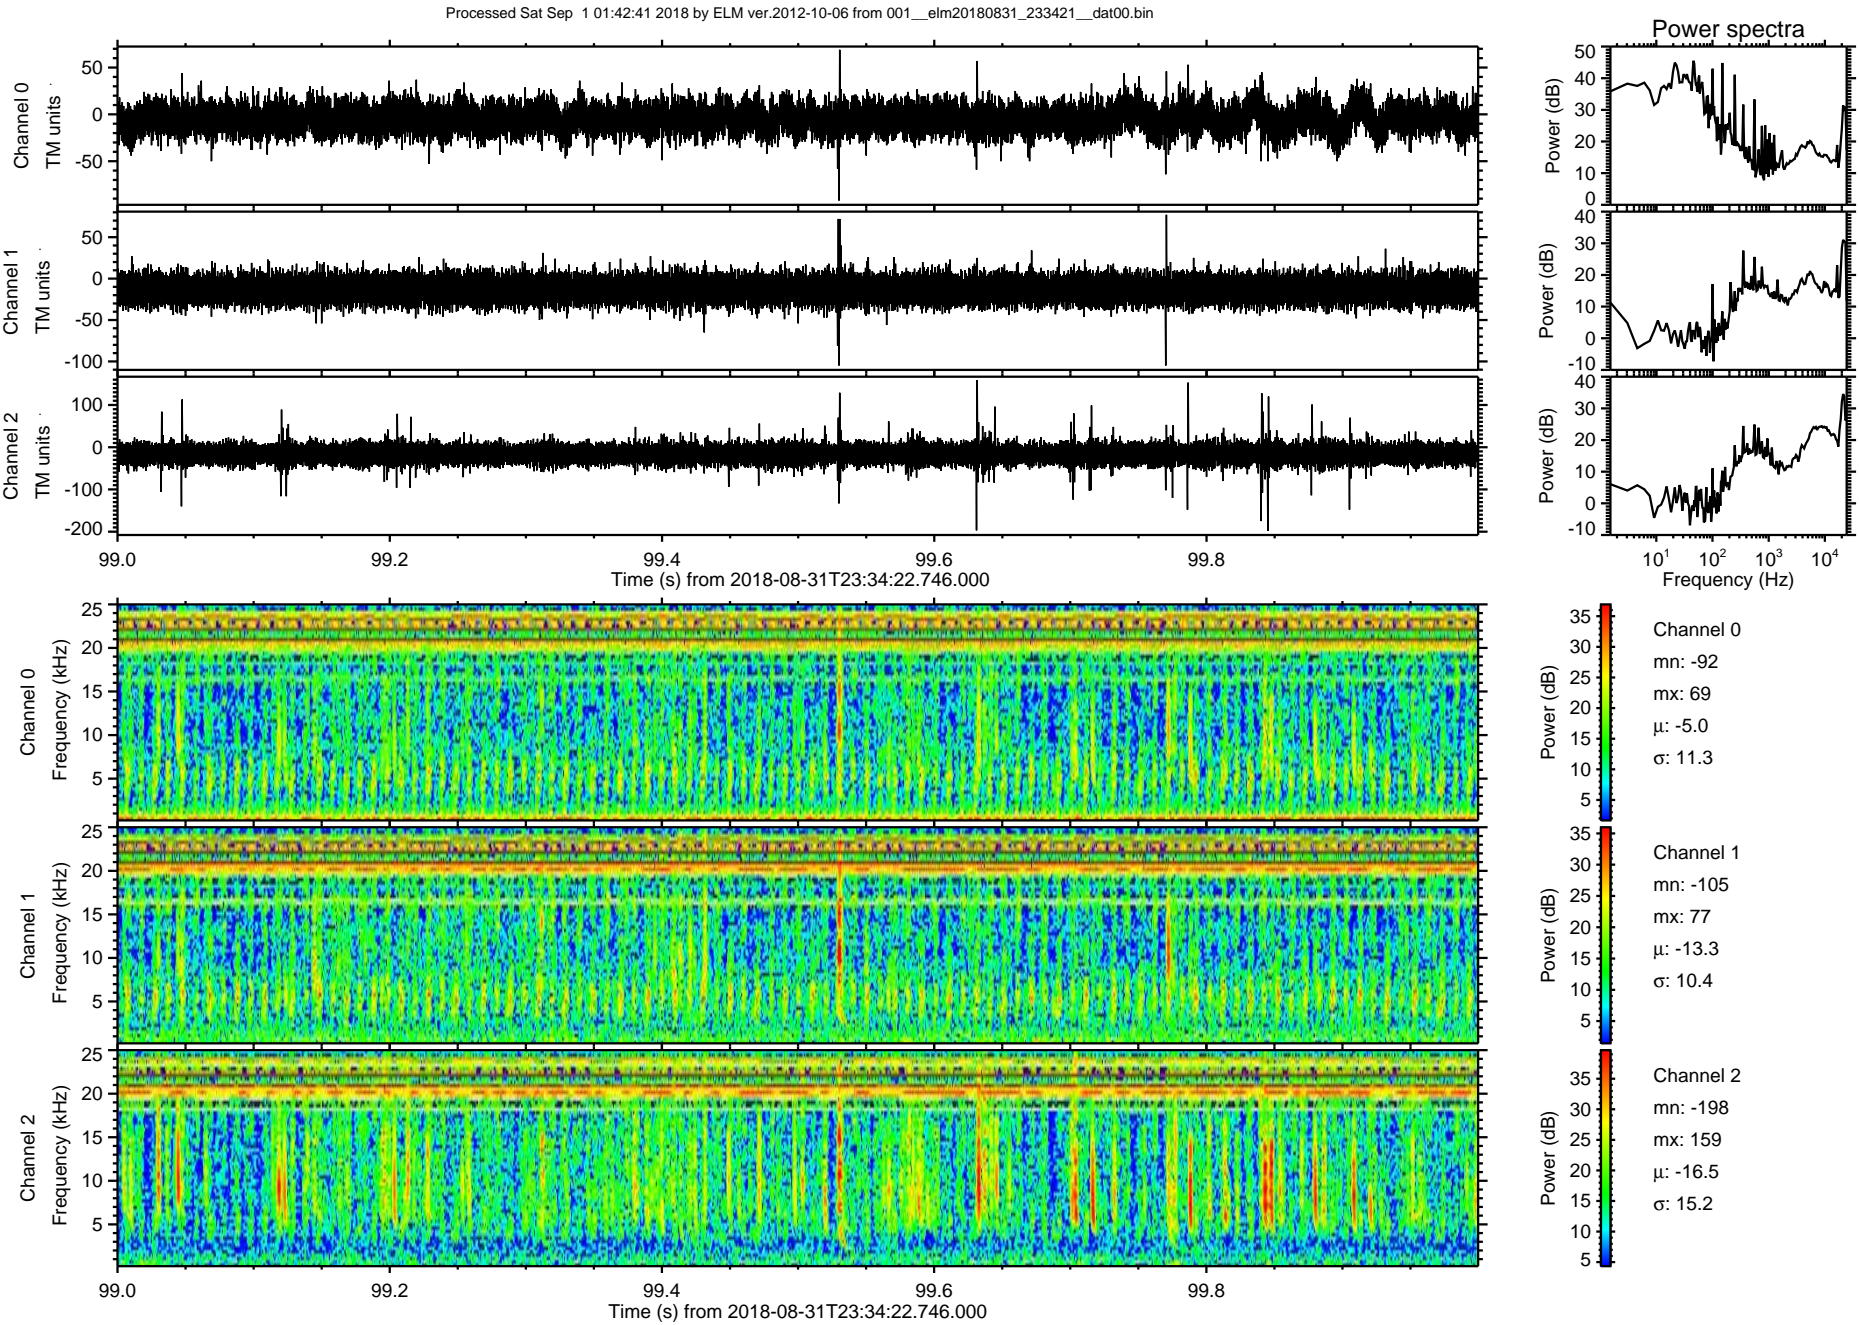 Processed Sat Sep 1 01:42:41 2018 by ELM ver.2012-10-06 from 001__elm20180831_233421__dat00.bin
Power spectra
Channel 0
TM units
50
0
-50
Power (dB)
50
40
30
20
10
0
Channel 1
TM units
50
0
-50
-100
Power (dB)
40
30
20
10
0
-10
Channel 2
TM units
100
0
-100
-200
Power (dB)
40
30
20
10
0
-10
99.0 99.2 99.4 99.6 99.8
Time (s) from 2018-08-31T23:34:22.746.000
10¹ 10² 10³ 10⁴
Frequency (Hz)
Channel 0
Frequency (kHz)
25
20
15
10
5
Power (dB)
35
30
25
20
15
10
5
Channel 0
mn: -92
mx: 69
μ: -5.0
σ: 11.3
Channel 1
Frequency (kHz)
25
20
15
10
5
Power (dB)
35
30
25
20
15
10
5
Channel 1
mn: -105
mx: 77
μ: -13.3
σ: 10.4
Channel 2
Frequency (kHz)
25
20
15
10
5
Power (dB)
35
30
25
20
15
10
5
Channel 2
mn: -198
mx: 159
μ: -16.5
σ: 15.2
99.0 99.2 99.4 99.6 99.8
Time (s) from 2018-08-31T23:34:22.746.000